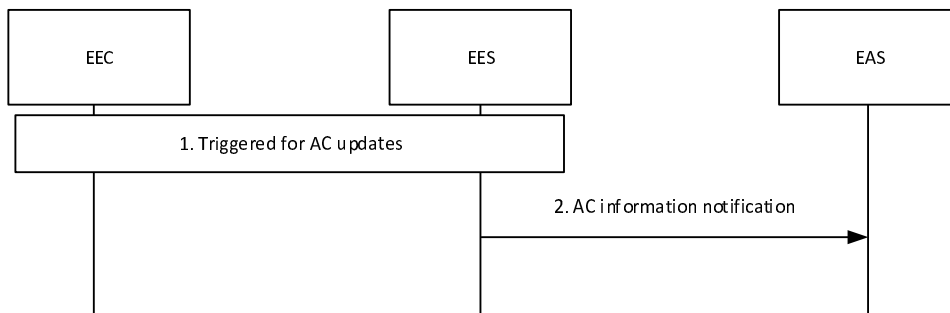 EEC
EES
EAS
1. Triggered for AC updates
2. AC information notification